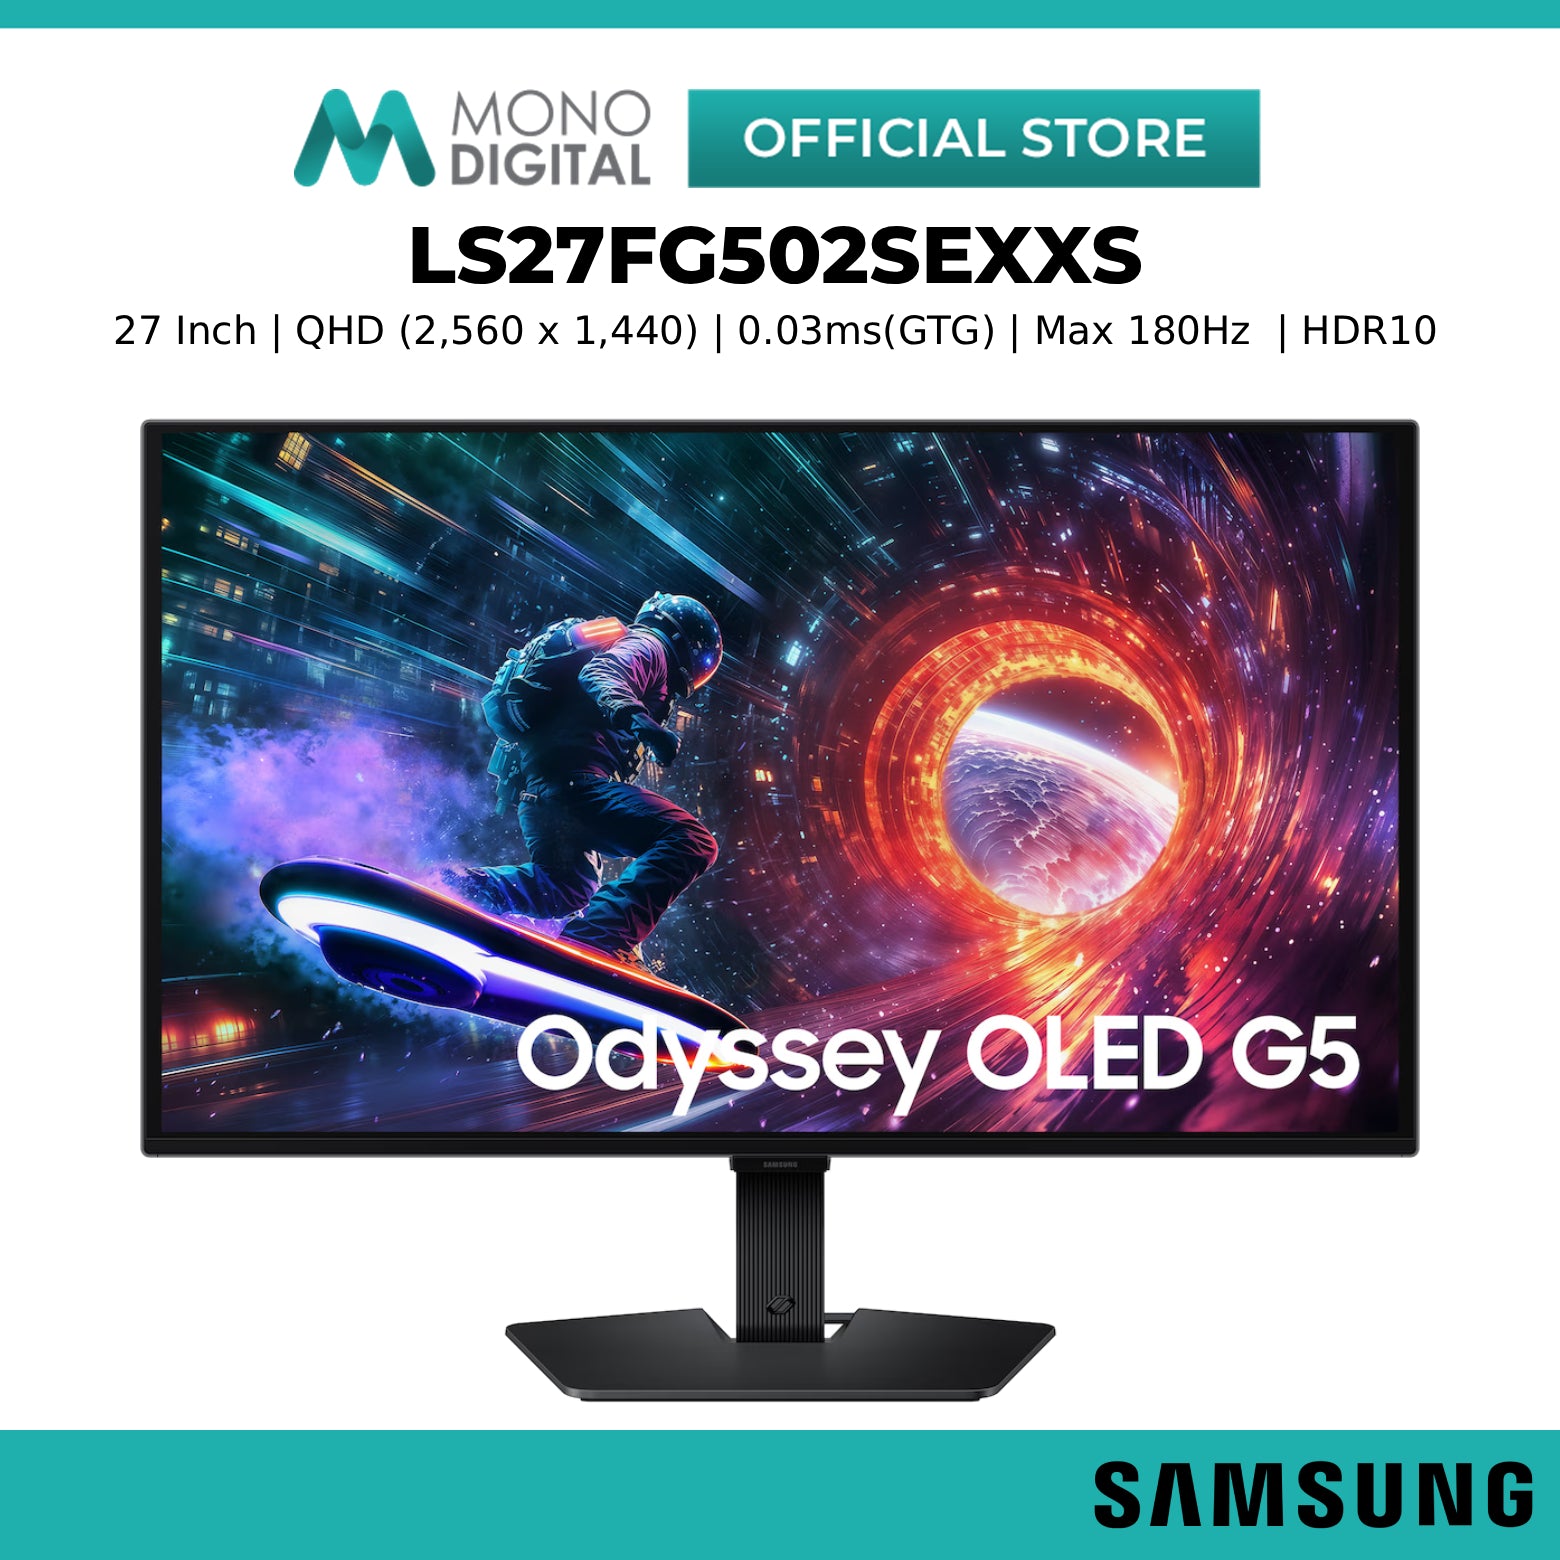 MONO
DIGITAL
OFFICIAL STORE
LS27FG502SEXXS
27 Inch | QHD (2,560 x 1,440) | 0.03ms(GTG) | Max 180Hz | HDR10
Odyssey OLED G5
SAMSUNG
SAMSUNG